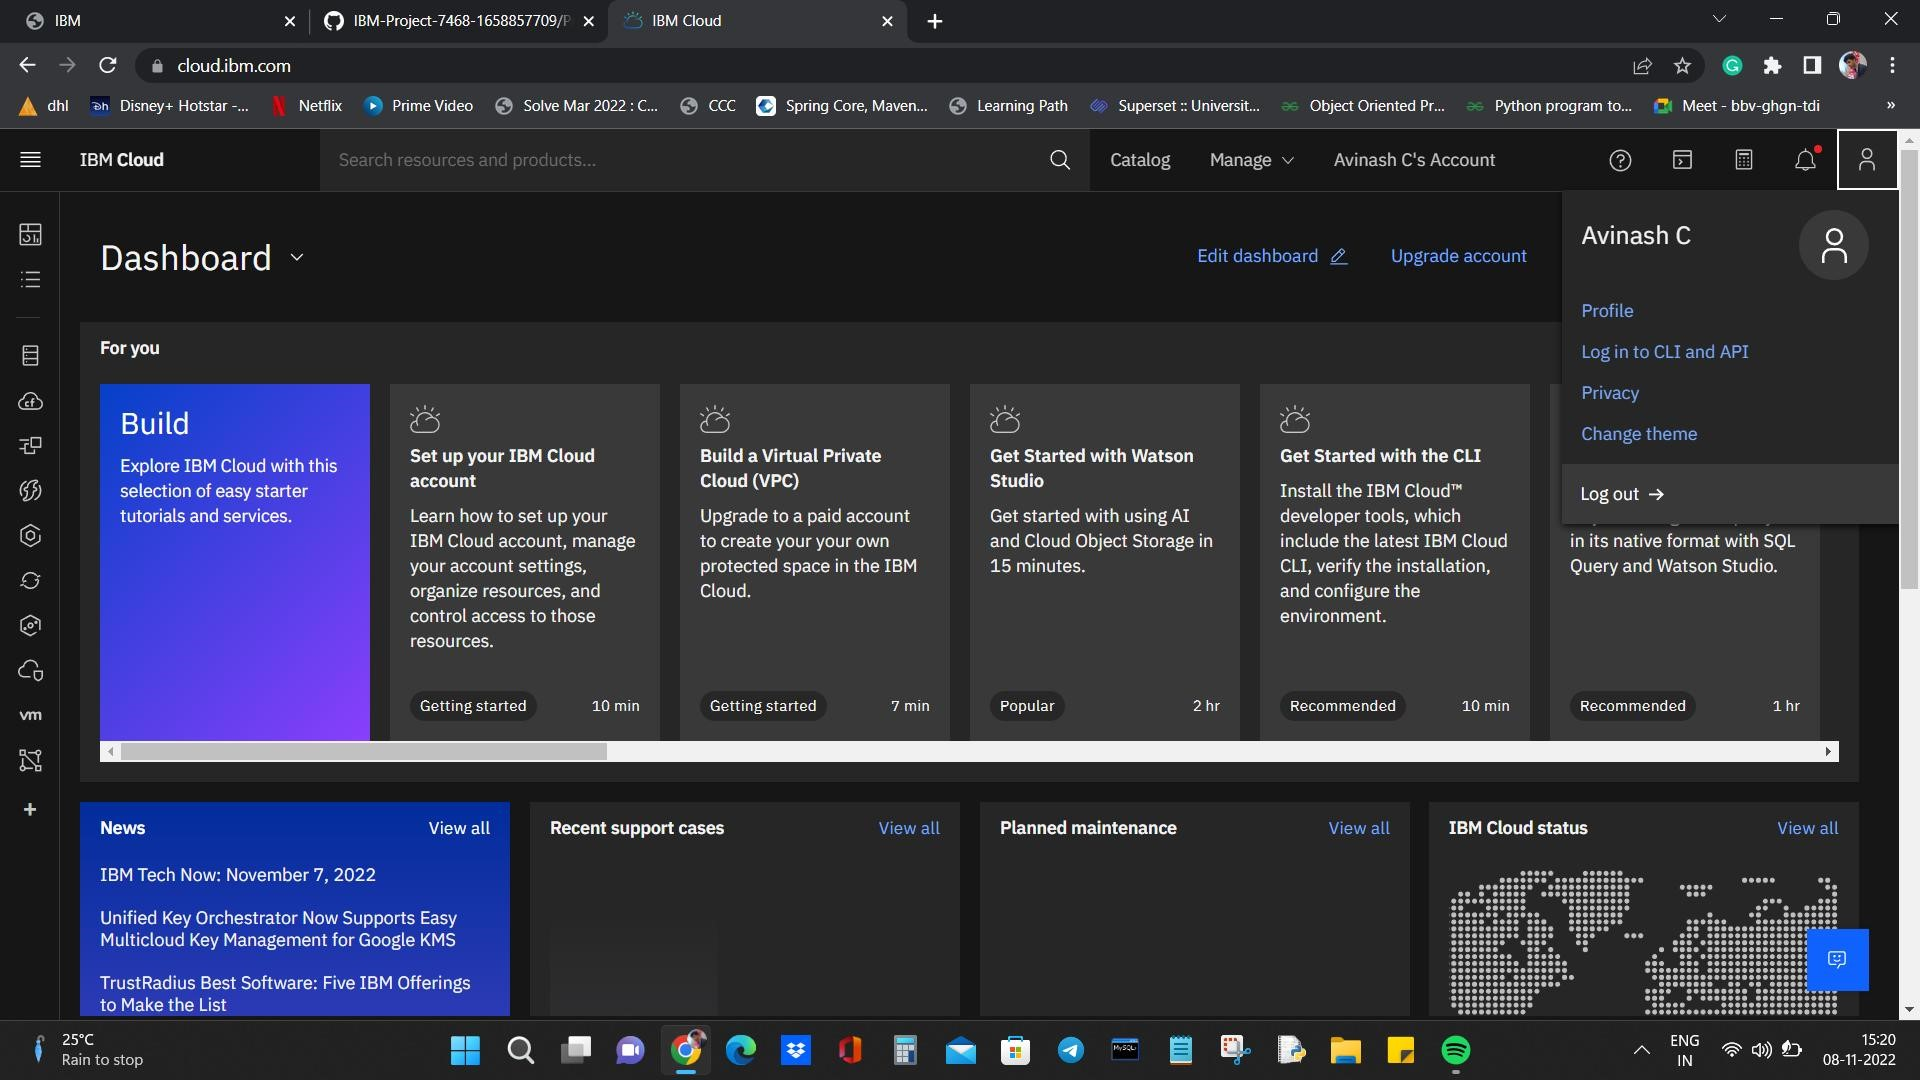 IBM
IBM-Project-7468-1658857709/P
IBM Cloud
cloud.ibm.com
dhl
Disney+ Hotstar -...
Netflix
Prime Video
Solve Mar 2022 : C...
CCC
Spring Core, Maven...
Learning Path
Superset :: Universit...
Object Oriented Pr...
Python program to...
Meet - bbv-ghgn-tdi
»
IBM Cloud
Search resources and products...
Catalog
Manage
Avinash C's Account
Dashboard
Edit dashboard
Upgrade account
Avinash C
Profile
Log in to CLI and API
Privacy
Change theme
Log out →
For you
Build
Explore IBM Cloud with this
selection of easy starter
tutorials and services.
Set up your IBM Cloud
account
Learn how to set up your
IBM Cloud account, manage
your account settings,
organize resources, and
control access to those
resources.
Getting started
10 min
Build a Virtual Private
Cloud (VPC)
Upgrade to a paid account
to create your your own
protected space in the IBM
Cloud.
Getting started
7 min
Get Started with Watson
Studio
Get started with using AI
and Cloud Object Storage in
15 minutes.
Popular
2 hr
Get Started with the CLI
Install the IBM Cloud™
developer tools, which
include the latest IBM Cloud
CLI, verify the installation,
and configure the
environment.
Recommended
10 min
in its native format with SQL
Query and Watson Studio.
Recommended
1 hr
cf
vm
News
View all
IBM Tech Now: November 7, 2022
Unified Key Orchestrator Now Supports Easy
Multicloud Key Management for Google KMS
TrustRadius Best Software: Five IBM Offerings
to Make the List
Recent support cases
View all
Planned maintenance
View all
IBM Cloud status
View all
25°C
Rain to stop
MySQL
ENG
IN
15:20
08-11-2022